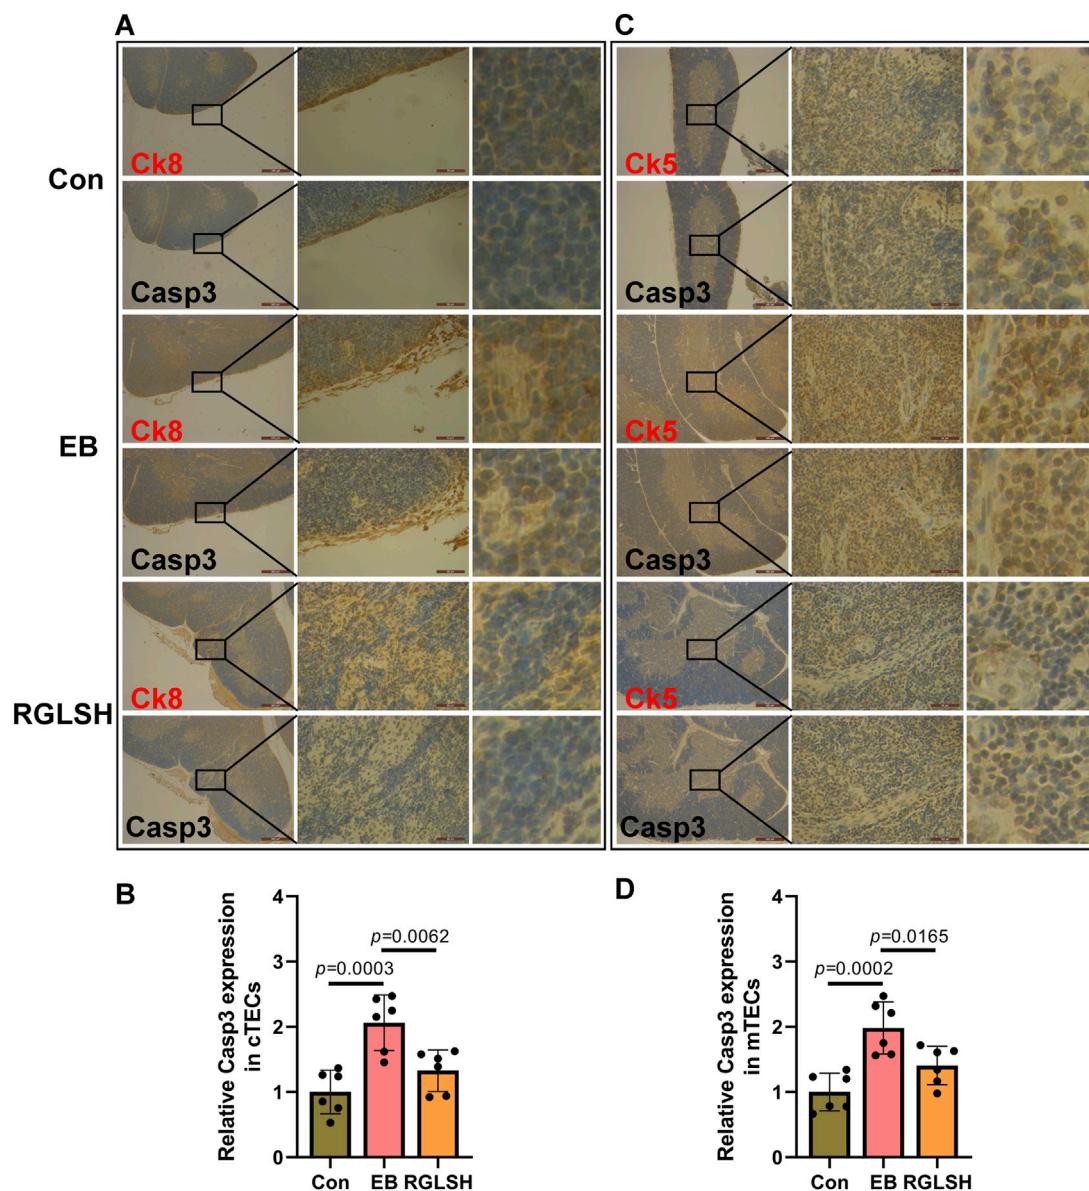 A
C
Con
Ck8
Casp3
Ck5
Casp3
EB
Ck8
Casp3
Ck5
Casp3
RGLSH
Ck8
Casp3
Ck5
Casp3
B
Relative Casp3 expression
in cTECs
4
3
2
1
0
p=0.0062
p=0.0003
Con
EB
RGLSH
D
Relative Casp3 expression
in mTECs
4
3
2
1
0
p=0.0165
p=0.0002
Con
EB
RGLSH